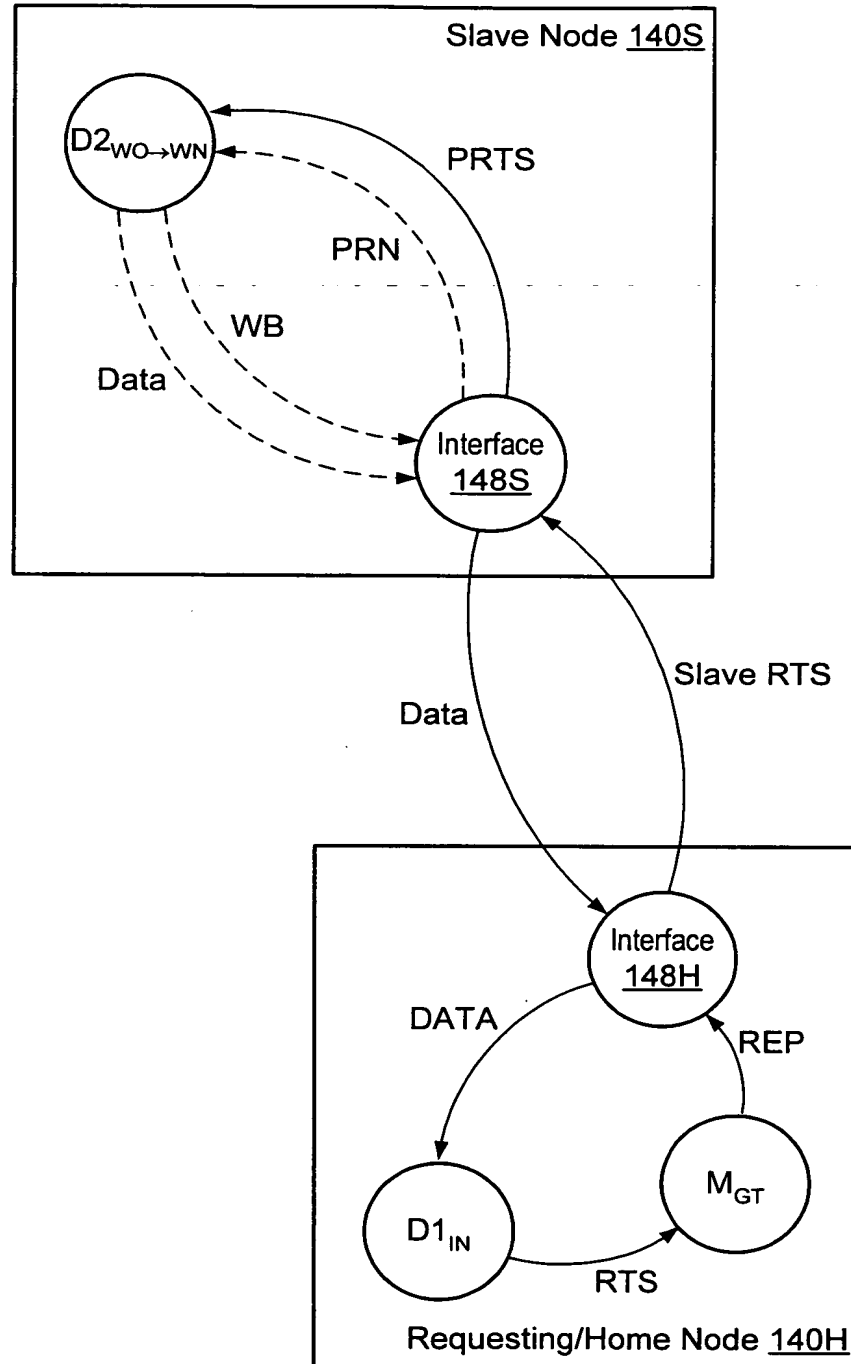 Slave Node 140S
D2WO→WN
PRTS
PRN
WB
Data
Interface
148S
Slave RTS
Data
Interface
148H
DATA
REP
MGT
D1IN
RTS
Requesting/Home Node 140H